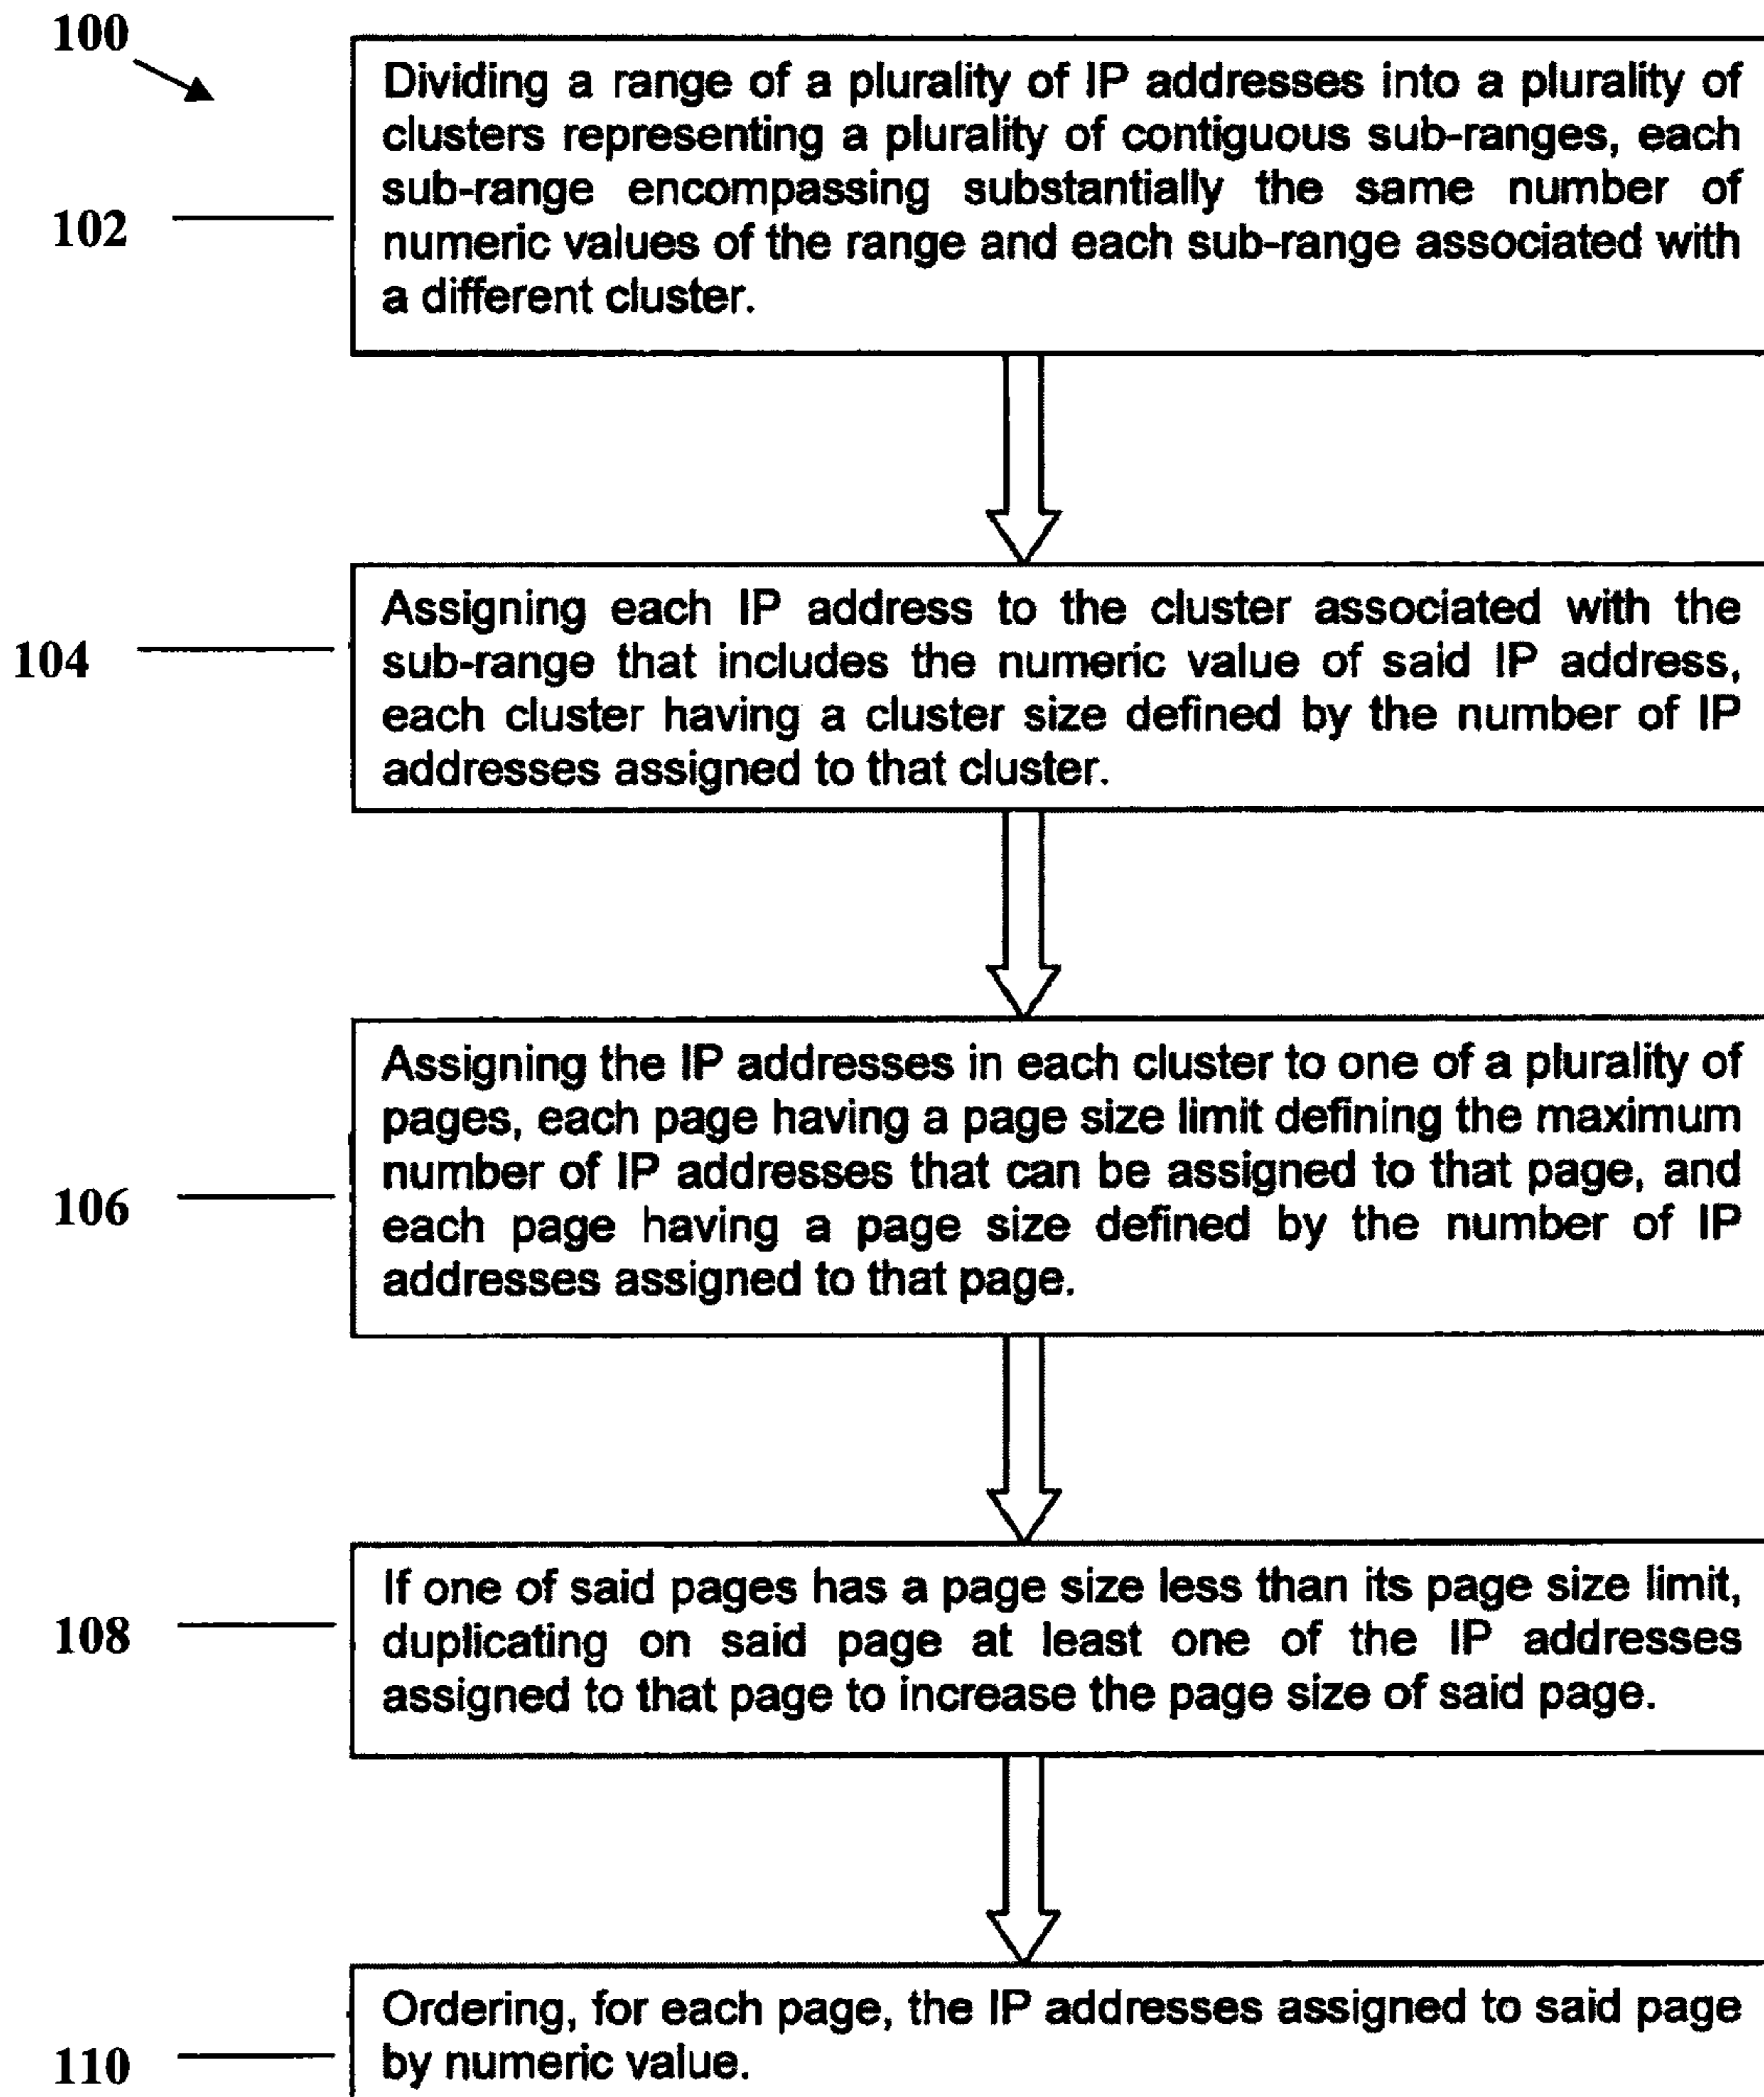 100
Dividing a range of a plurality of IP addresses into a plurality of
clusters representing a plurality of contiguous sub-ranges, each
sub-range encompassing substantially the same number of
102
numeric values of the range and each sub-range associated with
a different cluster.
Assigning each IP address to the cluster associated with the
104
sub-range that includes the numeric value of said IP address,
each cluster having a cluster size defined by the number of IP
addresses assigned to that cluster.
Assigning the IP addresses in each cluster to one of a plurality of
pages, each page having a page size limit defining the maximum
number of IP addresses that can be assigned to that page, and
106
each page having a page size defined by the number of IP
addresses assigned to that page.
If one of said pages has a page size less than its page size limit,
108
duplicating on said page at least one of the IP addresses
assigned to that page to increase the page size of said page.
Ordering, for each page, the IP addresses assigned to said page
110
by numeric value.